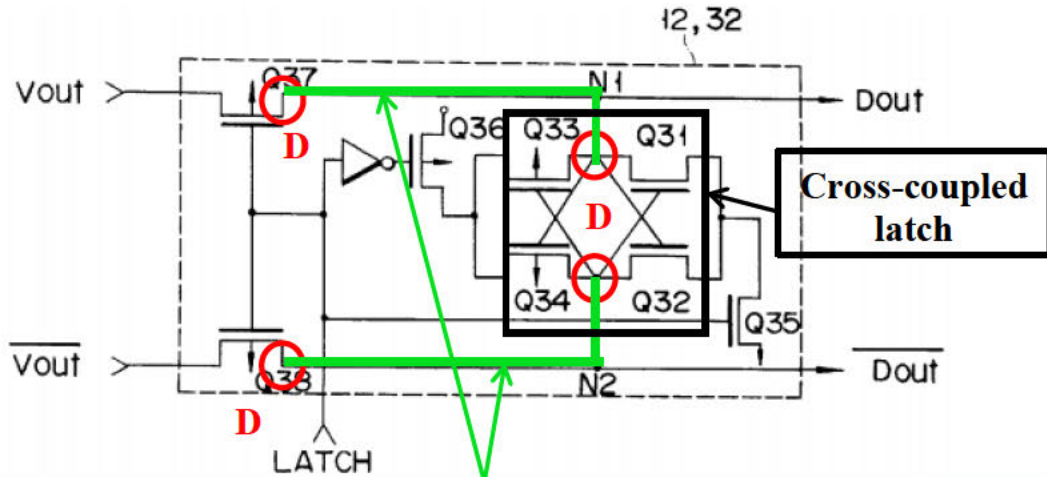 12,32
Vout
Q37
N1
Dout
D
Q36
Q33
Q31
Cross-coupled
latch
D
Q34
Q32
Q35
Vout
Q38
N2
Dout
D
LATCH